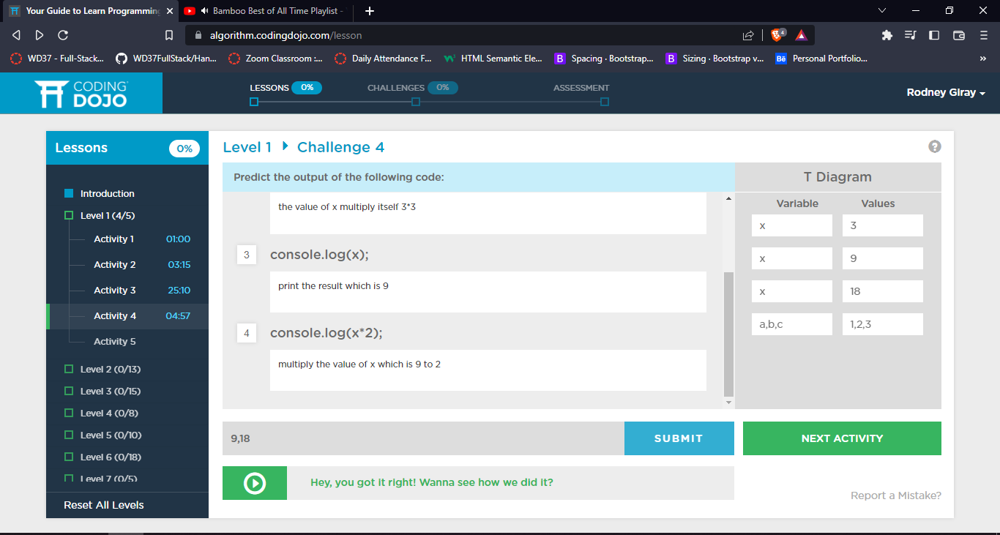 Your Guide to Learn Programming
Bamboo Best of All Time Playlist -
algorithm.codingdojo.com/lesson
4
WD37 - Full-Stack...
WD37FullStack/Han...
Zoom Classroom :...
Daily Attendance F...
HTML Semantic Ele...
B Spacing · Bootstrap...
B Sizing · Bootstrap v...
Bē Personal Portfolio...
CODING DOJO
LESSONS 0%
CHALLENGES 0%
ASSESSMENT
Rodney Giray
Lessons 0%
Introduction
Level 1 (4/5)
Activity 1 01:00
Activity 2 03:15
Activity 3 25:10
Activity 4 04:57
Activity 5
Level 2 (0/13)
Level 3 (0/15)
Level 4 (0/8)
Level 5 (0/10)
Level 6 (0/18)
Level 7 (0/5)
Reset All Levels
Level 1 Challenge 4
?
Predict the output of the following code:
the value of x multiply itself 3*3
3 console.log(x);
print the result which is 9
4 console.log(x*2);
multiply the value of x which is 9 to 2
T Diagram
Variable Values
x 3
x 9
x 18
a,b,c 1,2,3
9,18
SUBMIT
NEXT ACTIVITY
Hey, you got it right! Wanna see how we did it?
Report a Mistake?